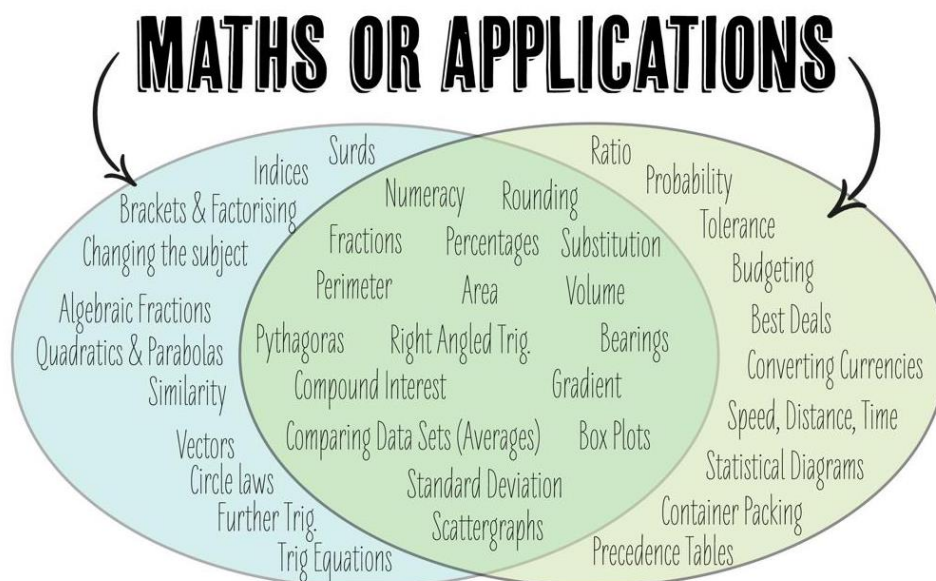 MATHS OR APPLICATIONS
Surds
Indices
Brackets & Factorising
Changing the subject
Algebraic Fractions
Quadratics & Parabolas
Similarity
Vectors
Circle laws
Further Trig.
Trig Equations
Numeracy
Rounding
Fractions
Percentages
Substitution
Perimeter
Area
Volume
Pythagoras
Right Angled Trig.
Bearings
Compound Interest
Gradient
Comparing Data Sets (Averages)
Box Plots
Standard Deviation
Scattergraphs
Ratio
Probability
Tolerance
Budgeting
Best Deals
Converting Currencies
Speed, Distance, Time
Statistical Diagrams
Container Packing
Precedence Tables